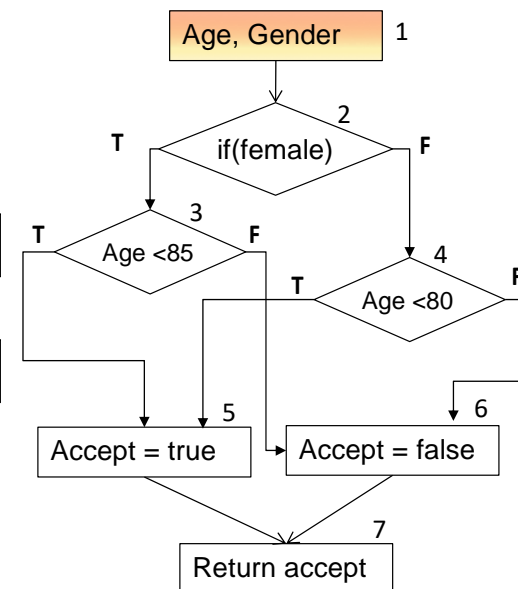 Age, Gender
1
2
if(female)
T
F
3
Age <85
T
F
4
Age <80
T
F
5
Accept = true
6
Accept = false
7
Return accept